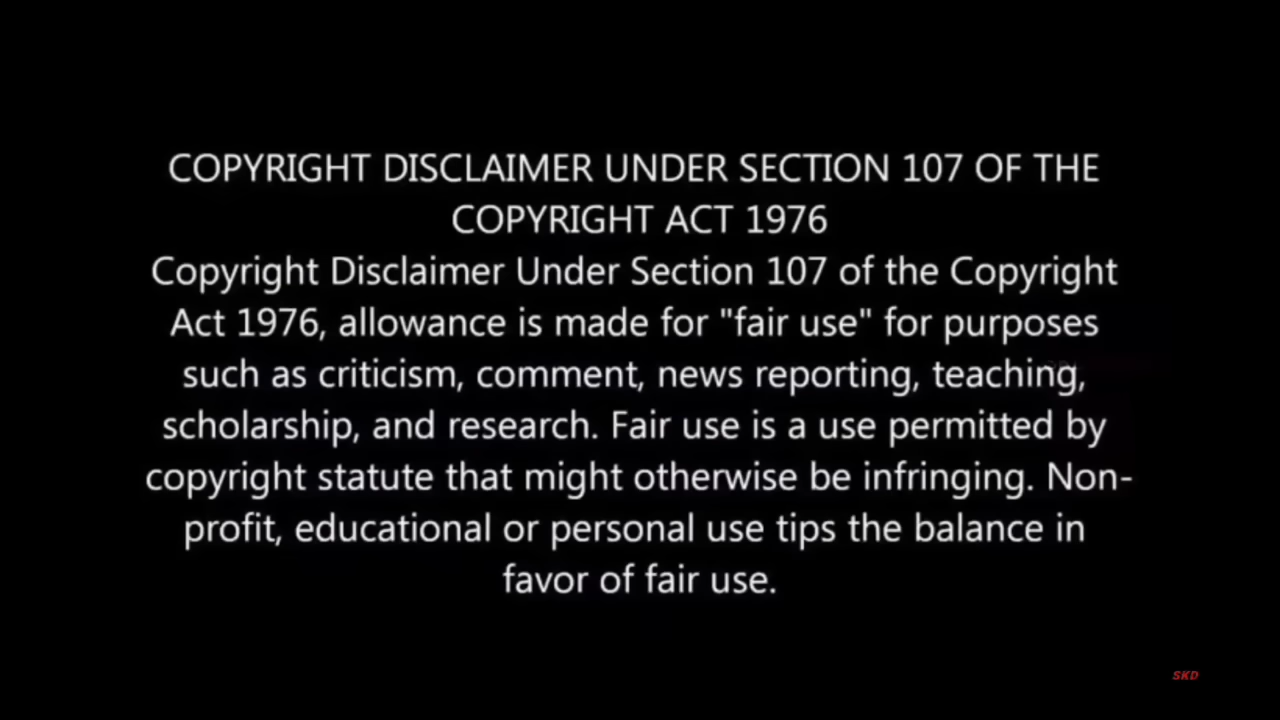 COPYRIGHT DISCLAIMER UNDER SECTION 107 OF THE
COPYRIGHT ACT 1976
Copyright Disclaimer Under Section 107 of the Copyright
Act 1976, allowance is made for "fair use" for purposes
such as criticism, comment, news reporting, teaching,
scholarship, and research. Fair use is a use permitted by
copyright statute that might otherwise be infringing. Non-
profit, educational or personal use tips the balance in
favor of fair use.
SKD